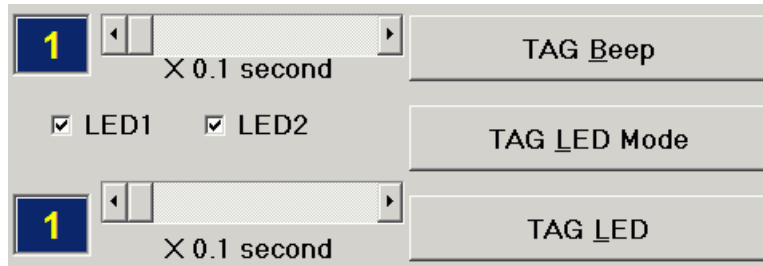 1
TAG Beep
X 0.1 second
LED1 LED2
TAG LED Mode
1
TAG LED
X 0.1 second